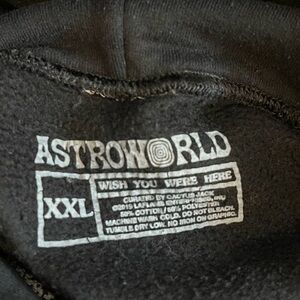 ASTROWORLD
XXL
WISH YOU WERE HERE
CURATED BY CACTUS JACK
©2015 LAFLAME ENTERPRISES, INC.
50% COTTON / 50% POLYESTER
MACHINE WASH COLD. DO NOT BLEACH.
TUMBLE DRY LOW. NO IRON ON GRAPHIC.